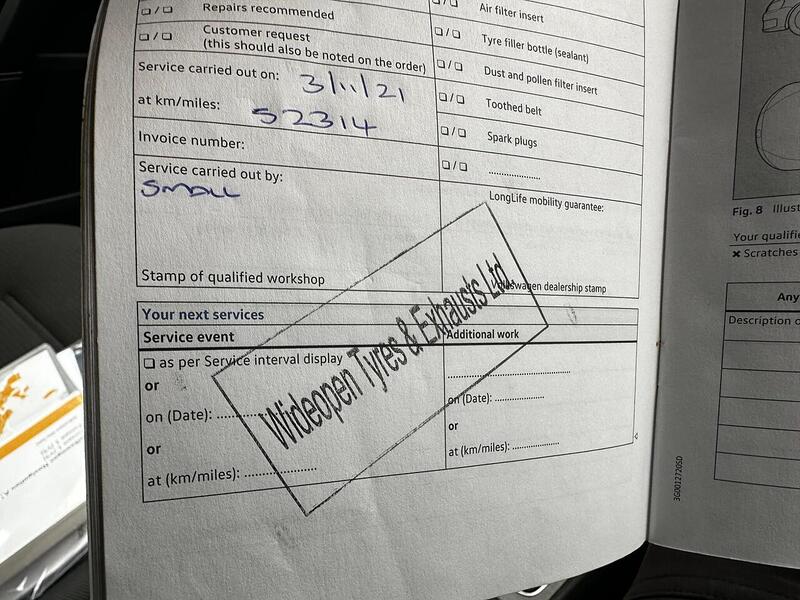 ☐ / ☐ Repairs recommended
☐ / ☐ Customer request
(this should also be noted on the order)
Service carried out on: 3/11/21
at km/miles: 52314
Invoice number:
Service carried out by:
SMALL
Stamp of qualified workshop
☐ / ☐ Air filter insert
☐ / ☐ Tyre filler bottle (sealant)
☐ / ☐ Dust and pollen filter insert
☐ / ☐ Toothed belt
☐ / ☐ Spark plugs
☐ / ☐ ....................
LongLife mobility guarantee:
Volkswagen dealership stamp
Wideopen Tyres & Exhausts Ltd.
Your next services
Service event
☐ as per Service interval display
or
on (Date): ....................
or
at (km/miles): ....................
Additional work
..............................
on (Date): ................
or
at (km/miles): ...............
3G0012720SD
Fig. 8
Your qualifi
× Scratches
Any
Description o